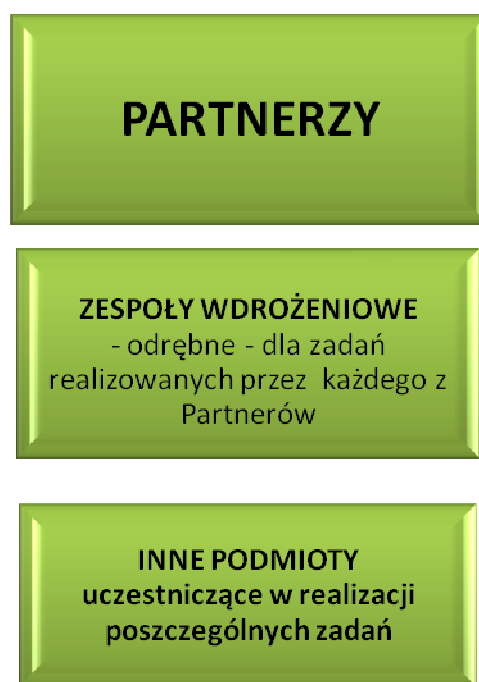 PARTNERZY
ZESPOŁY WDROŻENIOWE
- odrębne - dla zadań
realizowanych przez każdego z
Partnerów
INNE PODMIOTY
uczestniczące w realizacji
poszczególnych zadań